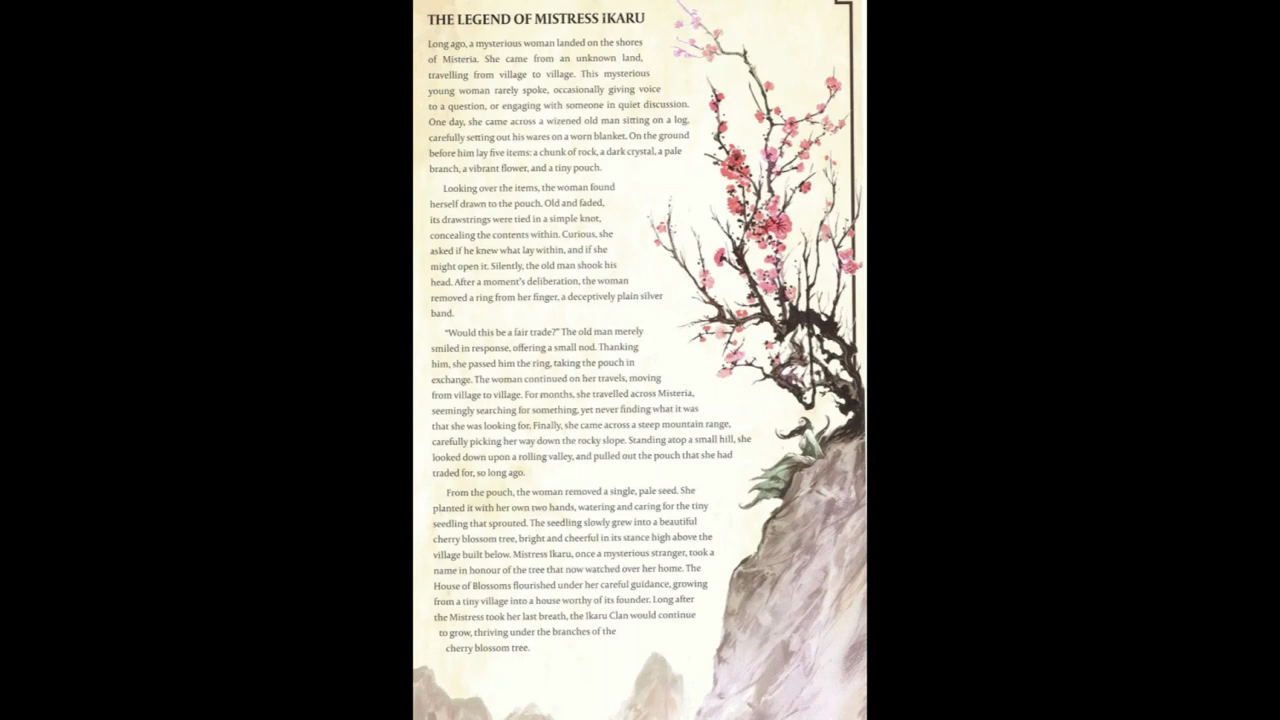 THE LEGEND OF MISTRESS IKARU
Long ago, a mysterious woman landed on the shores
of Misteria. She came from an unknown land,
travelling from village to village. This mysterious
young woman rarely spoke, occasionally giving voice
to a question, or engaging with someone in quiet discussion.
One day, she came across a wizened old man sitting on a log,
carefully setting out his wares on a worn blanket. On the ground
before him lay five items: a chunk of rock, a dark crystal, a pale
branch, a vibrant flower, and a tiny pouch.
Looking over the items, the woman found
herself drawn to the pouch. Old and faded,
its drawstrings were tied in a simple knot,
concealing the contents within. Curious, she
asked if he knew what lay within, and if she
might open it. Silently, the old man shook his
head. After a moment's deliberation, the woman
removed a ring from her finger, a deceptively plain silver
band.
“Would this be a fair trade?” The old man merely
smiled in response, offering a small nod. Thanking
him, she passed him the ring, taking the pouch in
exchange. The woman continued on her travels, moving
from village to village. For months, she travelled across Misteria,
seemingly searching for something, yet never finding what it was
that she was looking for. Finally, she came across a steep mountain range,
carefully picking her way down the rocky slope. Standing atop a small hill, she
looked down upon a rolling valley, and pulled out the pouch that she had
traded for, so long ago.
From the pouch, the woman removed a single, pale seed. She
planted it with her own two hands, watering and caring for the tiny
seedling that sprouted. The seedling slowly grew into a beautiful
cherry blossom tree, bright and cheerful in its stance high above the
village built below. Mistress Ikaru, once a mysterious stranger, took a
name in honour of the tree that now watched over her home. The
House of Blossoms flourished under her careful guidance, growing
from a tiny village into a house worthy of its founder. Long after
the Mistress took her last breath, the Ikaru Clan would continue
to grow, thriving under the branches of the
cherry blossom tree.